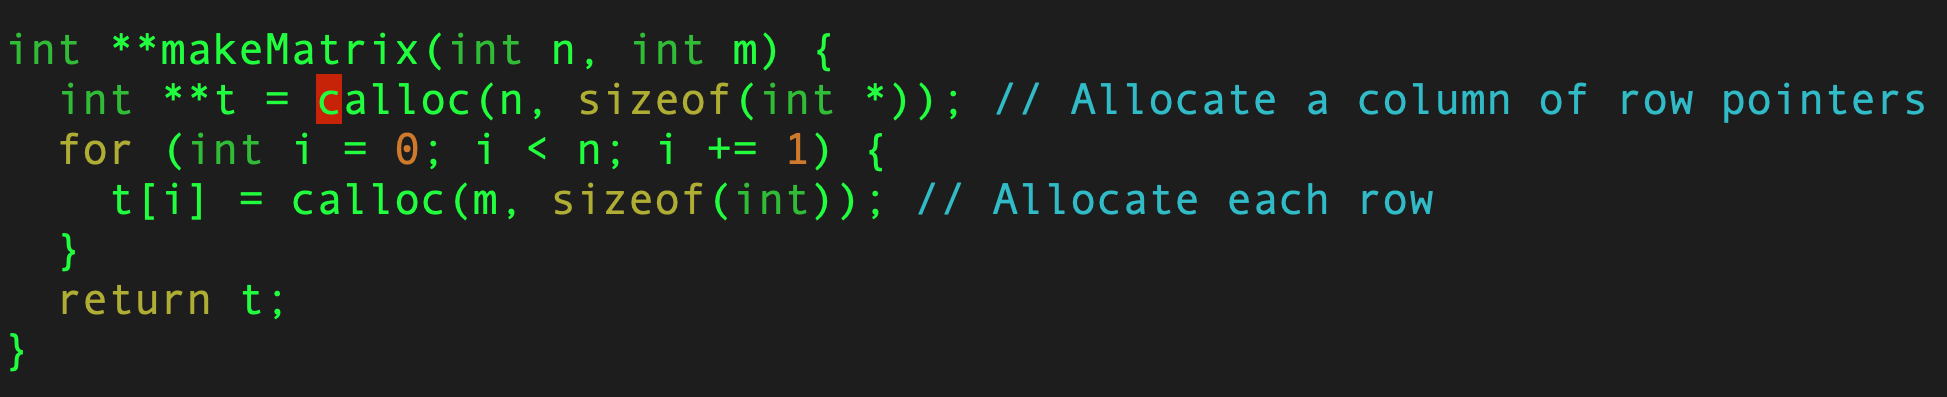 int **makeMatrix(int n, int m) {
  int **t = calloc(n, sizeof(int *)); // Allocate a column of row pointers
  for (int i = 0; i < n; i += 1) {
    t[i] = calloc(m, sizeof(int)); // Allocate each row
  }
  return t;
}